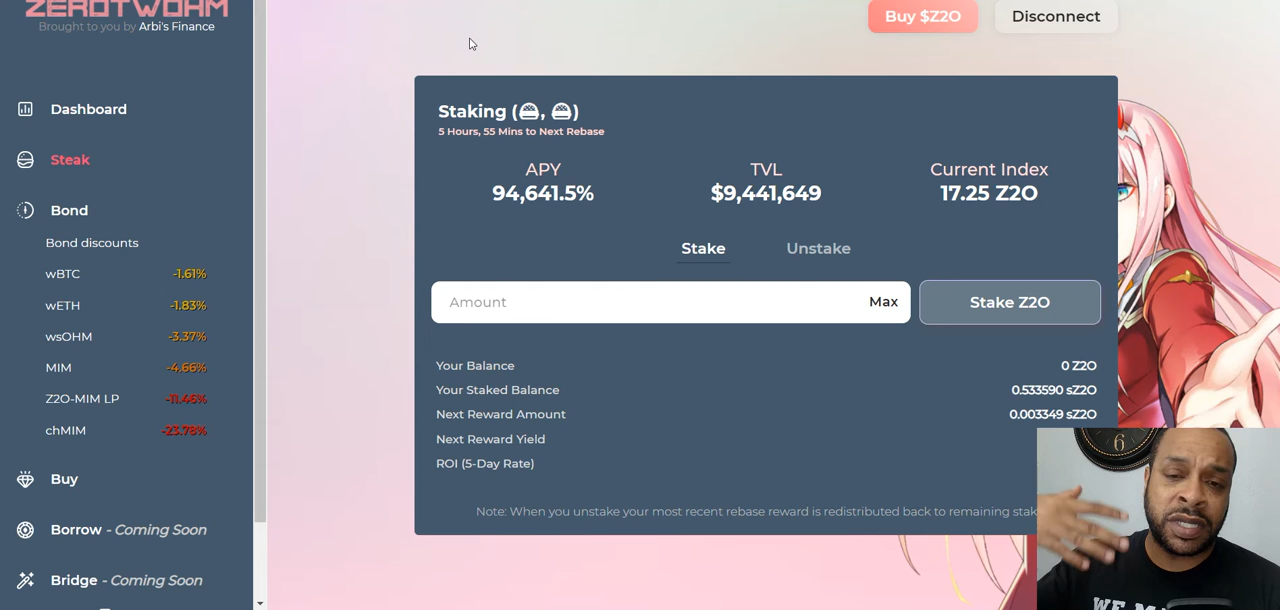 ZEROTWOHM
Brought to you by Arbi's Finance
Buy $Z2O
Disconnect
Dashboard
Steak
Bond
Bond discounts
wBTC -1.61%
wETH -1.83%
wsOHM -3.37%
MIM -4.66%
Z2O-MIM LP -11.46%
chMIM -23.78%
Buy
Borrow - Coming Soon
Bridge - Coming Soon
Staking (🍔, 🍔)
5 Hours, 55 Mins to Next Rebase
APY
94,641.5%
TVL
$9,441,649
Current Index
17.25 Z2O
Stake
Unstake
Amount
Max
Stake Z2O
Your Balance 0 Z2O
Your Staked Balance 0.533590 sZ2O
Next Reward Amount 0.003349 sZ2O
Next Reward Yield
ROI (5-Day Rate)
Note: When you unstake your most recent rebase reward is redistributed back to remaining stak
6
WE M